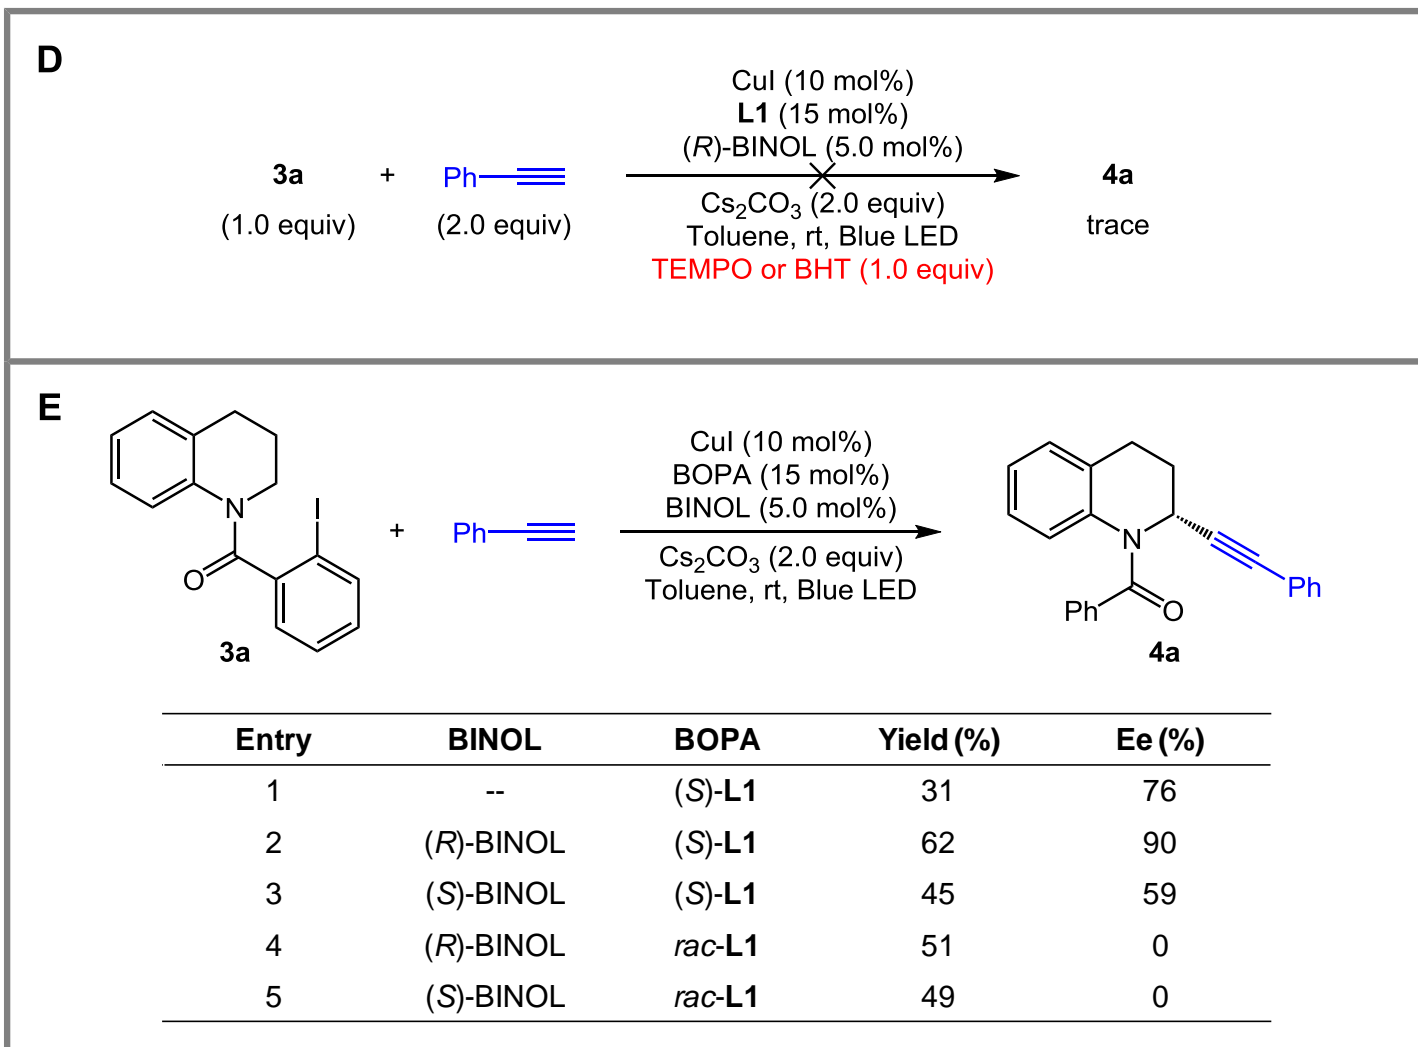 D
CuI (10 mol%)
L1 (15 mol%)
(R)-BINOL (5.0 mol%)
3a + Ph 4a
Cs2CO3 (2.0 equiv)
(1.0 equiv) (2.0 equiv) trace
Toluene, rt, Blue LED
TEMPO or BHT (1.0 equiv)
E
CuI (10 mol%)
BOPA (15 mol%)
BINOL (5.0 mol%)
N I + Ph N
Cs2CO3 (2.0 equiv)
O Toluene, rt, Blue LED Ph
Ph O
3a 4a
Entry BINOL BOPA Yield (%) Ee (%)
1 -- (S)-L1 31 76
2 (R)-BINOL (S)-L1 62 90
3 (S)-BINOL (S)-L1 45 59
4 (R)-BINOL rac-L1 51 0
5 (S)-BINOL rac-L1 49 0